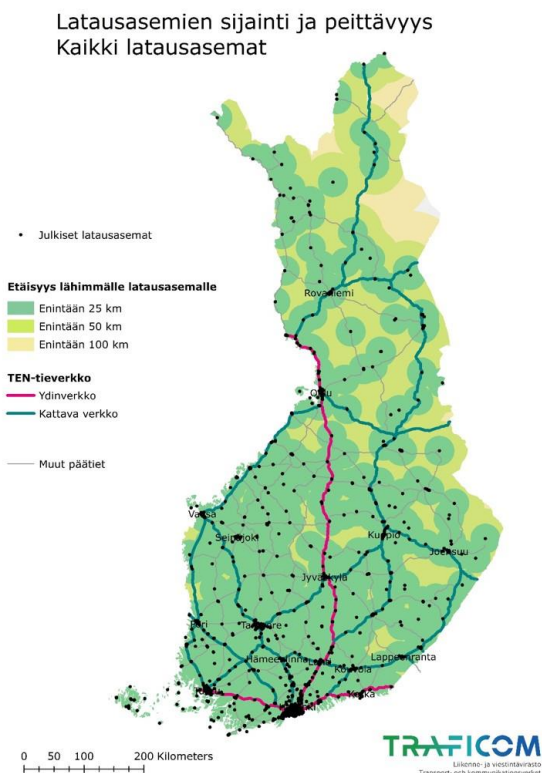 Latausasemien sijainti ja peittävyys
Kaikki latausasemat
Julkiset latausasemat
Etäisyys lähimmälle latausasemalle
Enintään 25 km
Enintään 50 km
Enintään 100 km
TEN-tieverkko
Ydinverkko
Kattava verkko
Muut päätiet
Rovaniemi
Oulu
Vaasa
Seinäjoki
Kuopio
Joensuu
Jyväskylä
Pori
Tampere
Hämeenlinna
Lahti
Kouvola
Lappeenranta
Kotka
0 50 100 200 Kilometers
TRAFICOM
Liikenne- ja viestintävirasto